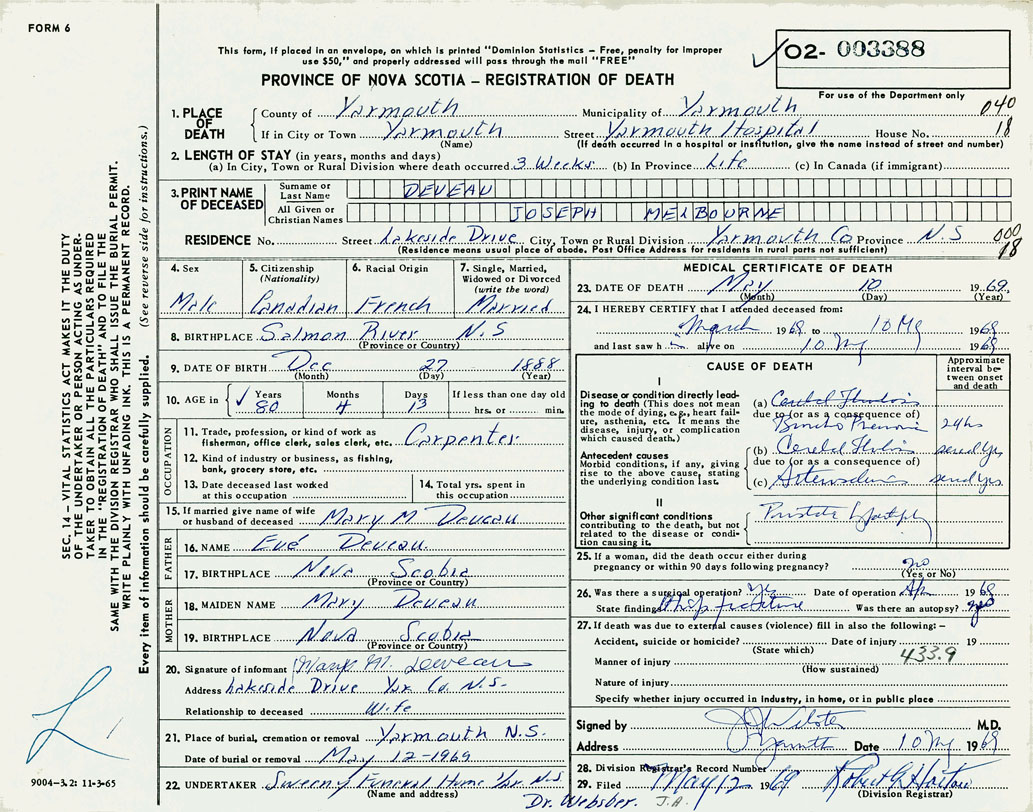 FORM 6
This form, if placed in an envelope, on which is printed "Dominion Statistics – Free, penalty for improper
use $50," and properly addressed will pass through the mail "FREE"
02- 003388
PROVINCE OF NOVA SCOTIA – REGISTRATION OF DEATH
For use of the Department only
1. PLACE OF DEATH
County of Yarmouth Municipality of Yarmouth 040
If in City or Town Yarmouth Street Yarmouth Hospital House No. 18
(Name) (If death occurred in a hospital or institution, give the name instead of street and number)
2. LENGTH OF STAY (in years, months and days)
(a) In City, Town or Rural Division where death occurred 3 Weeks (b) In Province Life (c) In Canada (if immigrant)
3. PRINT NAME OF DECEASED
Surname or Last Name DEVEAU
All Given or Christian Names JOSEPH MELBOURNE
RESIDENCE No. Street Lakeside Drive City, Town or Rural Division Yarmouth Co Province N.S 000
(Residence means usual place of abode. Post Office Address for residents in rural parts not sufficient) 18
4. Sex
Male
5. Citizenship
(Nationality)
Canadian
6. Racial Origin
French
7. Single, Married,
Widowed or Divorced
(write the word)
Married
8. BIRTHPLACE Salmon River N.S
(Province or Country)
9. DATE OF BIRTH Dec 27 1888
(Month) (Day) (Year)
10. AGE in Years Months Days If less than one day old
80 4 13 hrs. or min.
OCCUPATION
11. Trade, profession, or kind of work as
fisherman, office clerk, sales clerk, etc. Carpenter
12. Kind of industry or business, as fishing,
bank, grocery store, etc.
13. Date deceased last worked
at this occupation
14. Total yrs. spent in
this occupation
15. If married give name of wife
or husband of deceased Mary M Deveau
FATHER
16. NAME Deveau
17. BIRTHPLACE Nova Scotia
(Province or Country)
MOTHER
18. MAIDEN NAME Mary Deveau
19. BIRTHPLACE Nova Scotia
(Province or Country)
20. Signature of informant Mary M. Deveau
Address Lakeside Drive Yar. Co. N.S.
Relationship to deceased Wife
21. Place of burial, cremation or removal Yarmouth N.S.
Date of burial or removal May 12-1969
22. UNDERTAKER Sweeny Funeral Home Yar. N.S
(Name and address)
MEDICAL CERTIFICATE OF DEATH
23. DATE OF DEATH May 10 1969
(Month) (Day) (Year)
24. I HEREBY CERTIFY that I attended deceased from:
March 1969 to 10 My 1969
and last saw h alive on 10 My 1969
CAUSE OF DEATH
Approximate
interval be-
tween onset
and death
I
Disease or condition directly lead-
ing to death (This does not mean
the mode of dying, e.g., heart fail-
ure, asthenia, etc. It means the
disease, injury, or complication
which caused death.)
(a)
due to (or as a consequence of)
24 hs
Antecedent causes
Morbid conditions, if any, giving
rise to the above cause, stating
the underlying condition last.
(b)
due to (or as a consequence of)
(c)
II
Other significant conditions
contributing to the death, but not
related to the disease or condi-
tion causing it.
25. If a woman, did the death occur either during
pregnancy or within 90 days following pregnancy? no
(Yes or No)
26. Was there a surgical operation? Yes Date of operation Apr 1969
State findings Was there an autopsy?
27. If death was due to external causes (violence) fill in also the following:–
Accident, suicide or homicide? Date of injury 19
(State which)
433.9
Manner of injury
(How sustained)
Nature of injury
Specify whether injury occurred in industry, in home, or in public place
Signed by M.D.
Address Yarmouth Date 10 My 1969
28. Division Registrar's Record Number
29. Filed May 12 1969
(Division Registrar)
Dr. Webster. J.A.
SEC. 14 – VITAL STATISTICS ACT MAKES IT THE DUTY
OF THE UNDERTAKER OR PERSON ACTING AS UNDER-
TAKER TO OBTAIN ALL THE PARTICULARS REQUIRED
IN THE "REGISTRATION OF DEATH" AND TO FILE THE
SAME WITH THE DIVISION REGISTRAR WHO SHALL ISSUE THE BURIAL PERMIT.
WRITE PLAINLY WITH UNFADING INK. THIS IS A PERMANENT RECORD.
Every item of information should be carefully supplied. (See reverse side for instructions.)
9004–3.2: 11-3-65